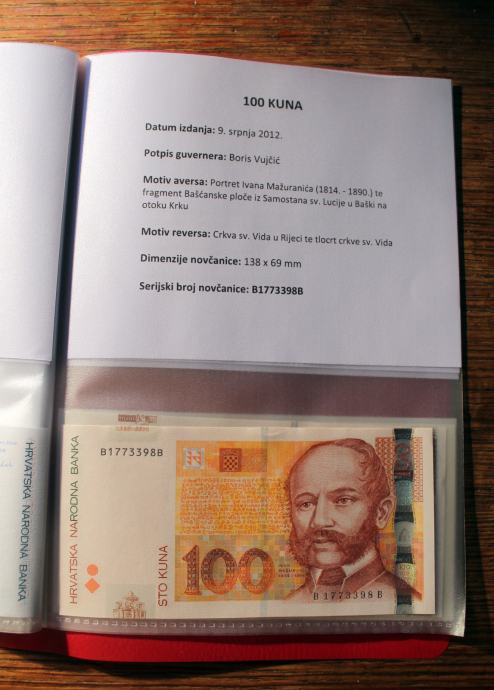 100 KUNA
Datum izdanja: 9. srpnja 2012.
Potpis guvernera: Boris Vujčić
Motiv aversa: Portret Ivana Mažuranića (1814. - 1890.) te
fragment Bašćanske ploče iz Samostana sv. Lucije u Baški na
otoku Krku
Motiv reversa: Crkva sv. Vida u Rijeci te tlocrt crkve sv. Vida
Dimenzije novčanice: 138 x 69 mm
Serijski broj novčanice: B1773398B
HRVATSKA NARODNA BANKA
HRVATSKA NARODNA BANKA
B1773398B
STO KUNA
100
B 1773398 B